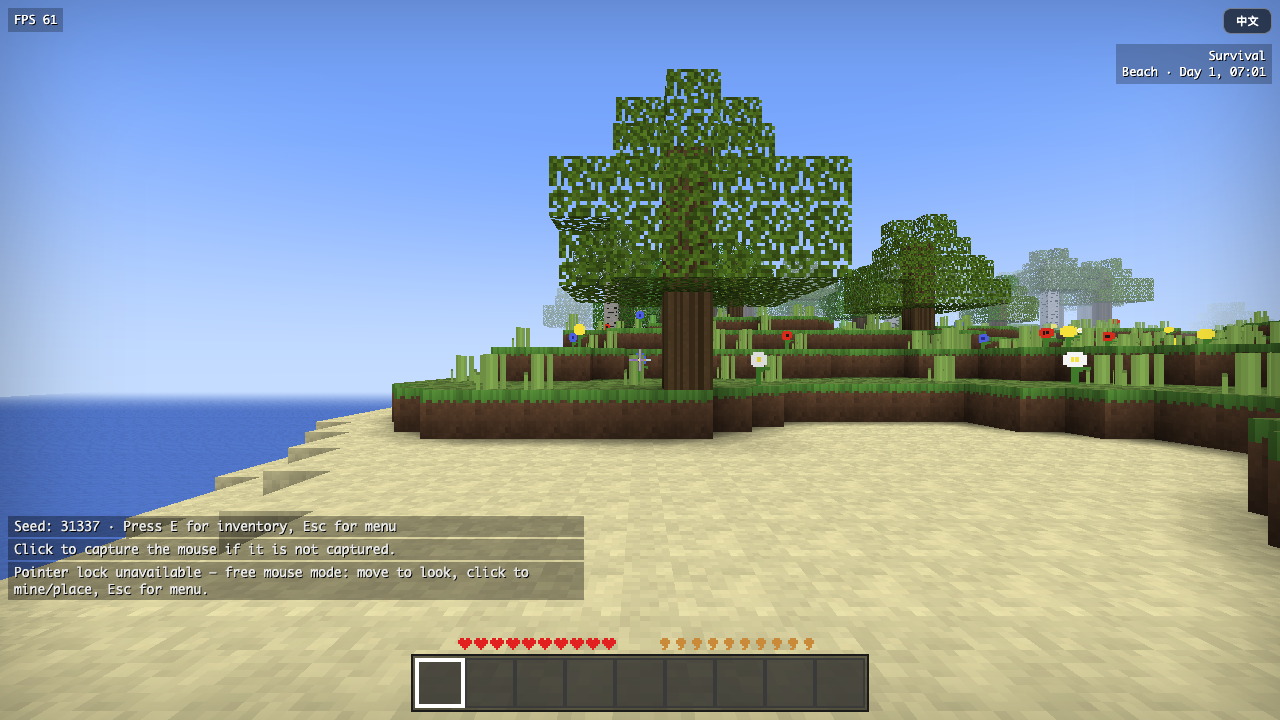 FPS 61
中文
Survival
Beach · Day 1, 07:01
Seed: 31337 · Press E for inventory, Esc for menu
Click to capture the mouse if it is not captured.
Pointer lock unavailable — free mouse mode: move to look, click to
mine/place, Esc for menu.